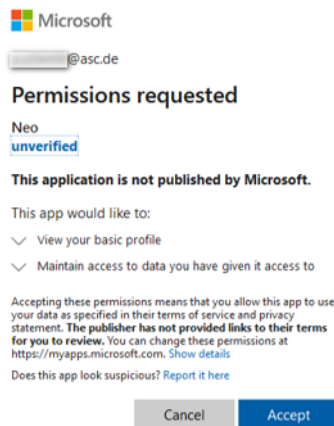 Microsoft
@asc.de
Permissions requested
Neo
unverified
This application is not published by Microsoft.
This app would like to:
View your basic profile
Maintain access to data you have given it access to
Accepting these permissions means that you allow this app to use
your data as specified in their terms of service and privacy
statement. The publisher has not provided links to their terms
for you to review. You can change these permissions at
https://myapps.microsoft.com. Show details
Does this app look suspicious? Report it here
Cancel Accept